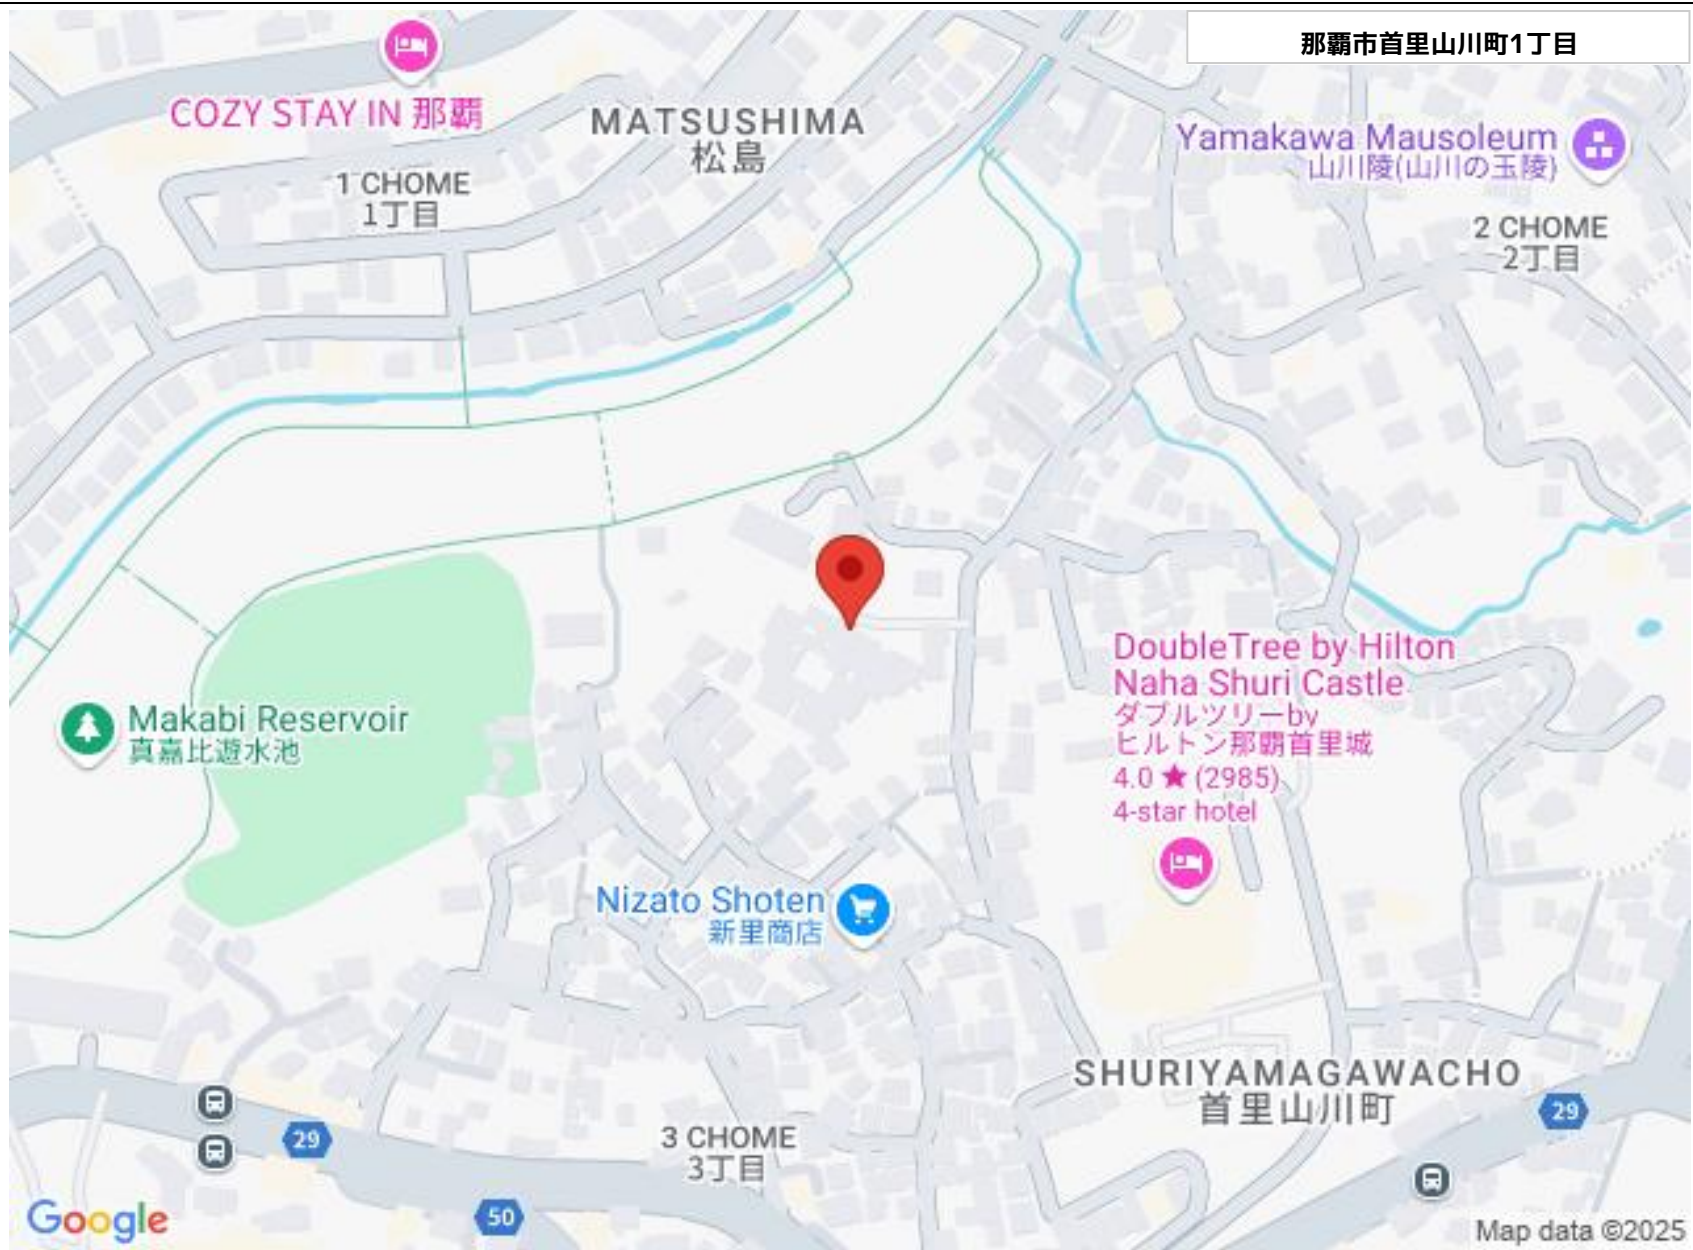 那覇市首里山川町1丁目
COZY STAY IN 那覇
MATSUSHIMA
松島
1 CHOME
1丁目
Yamakawa Mausoleum
山川陵(山川の玉陵)
2 CHOME
2丁目
DoubleTree by Hilton
Naha Shuri Castle
ダブルツリーby
ヒルトン那覇首里城
4.0 ★ (2985)
4-star hotel
Makabi Reservoir
真嘉比遊水池
Nizato Shoten
新里商店
SHURIYAMAGAWACHO
首里山川町
29
29
3 CHOME
3丁目
50
Google
Map data ©2025